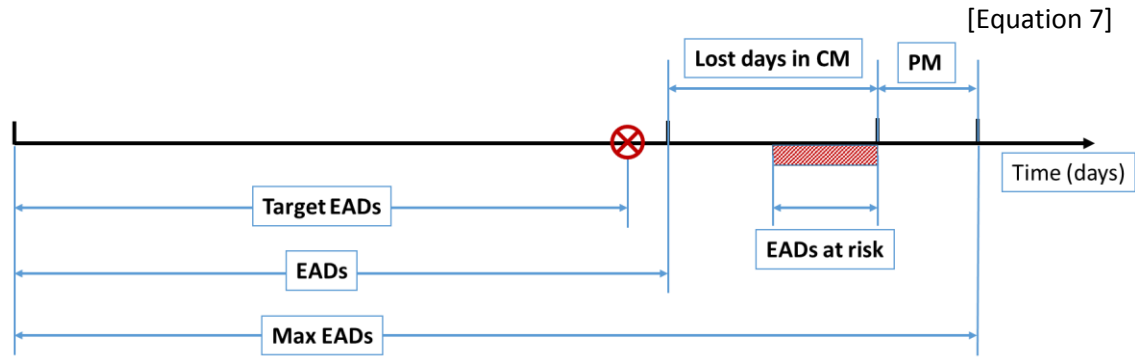 [Equation 7]
Lost days in CM
PM
Time (days)
Target EADs
EADs at risk
EADs
Max EADs